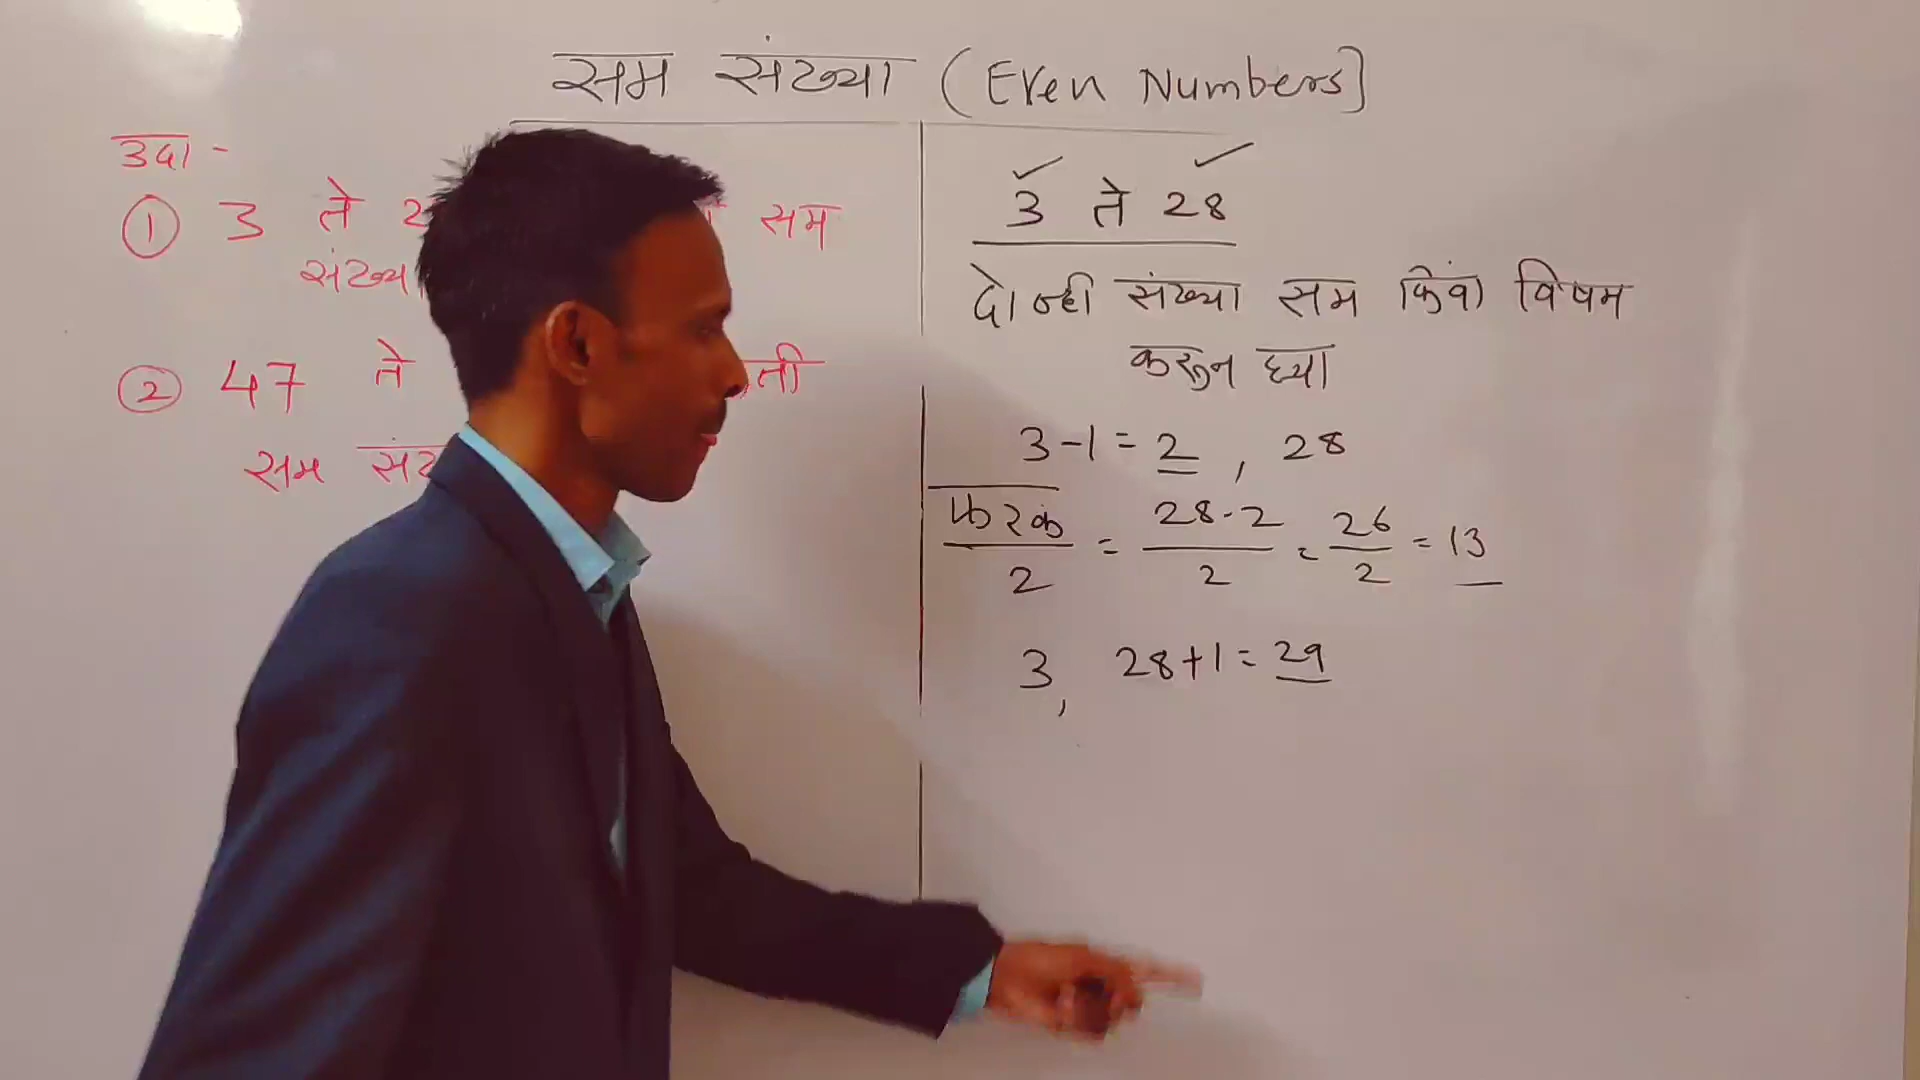 सम संख्या (Even Numbers]
उदा -
① 3 ते सम
संख्या
② 47 ते
सम
3 ते 28
दोन्ही संख्या सम किंवा विषम
करून घ्या
3-1 = 2 , 28
फरक/2 = 28-2/2 = 26/2 = 13
3, 28+1 = 29